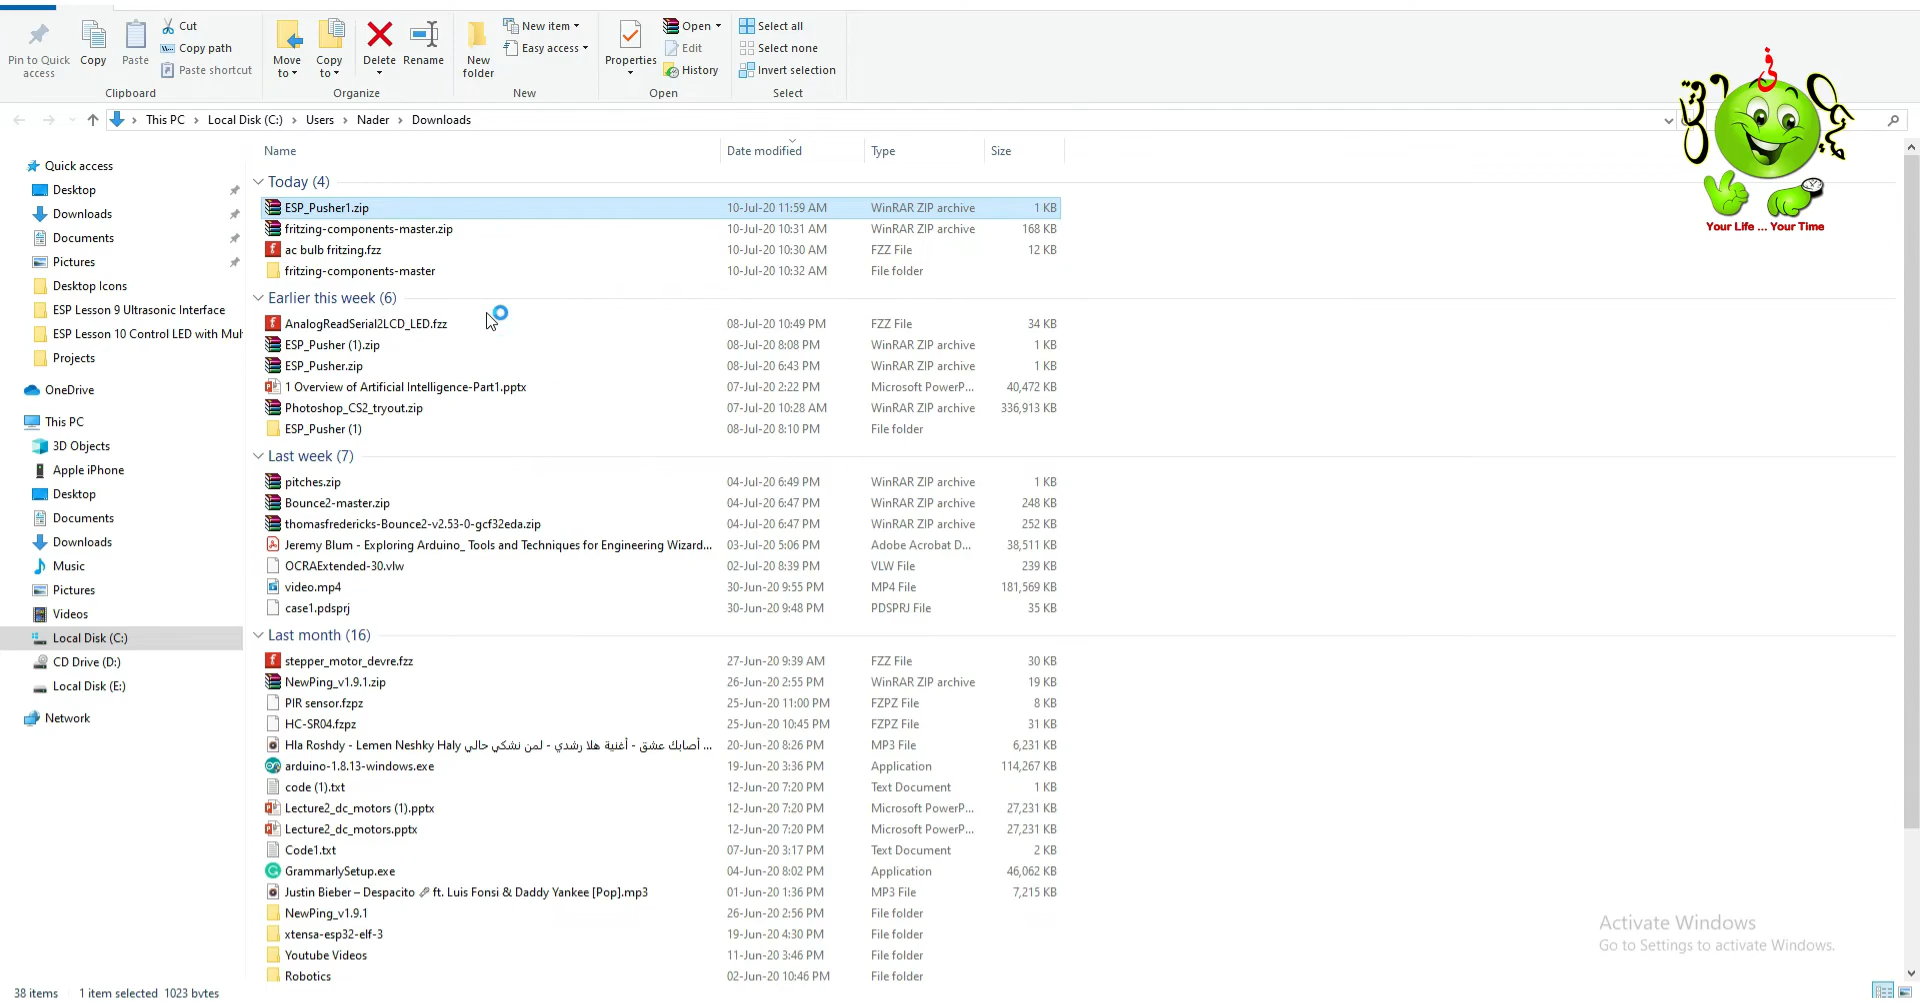 Pin to Quick access
Copy
Paste
Cut
Copy path
Paste shortcut
Clipboard
Move to
Copy to
Delete
Rename
Organize
New folder
New item
Easy access
New
Properties
Open
Edit
History
Open
Select all
Select none
Invert selection
Select
This PC > Local Disk (C:) > Users > Nader > Downloads
في
Your Life ... Your Time
Quick access
Desktop
Downloads
Documents
Pictures
Desktop Icons
ESP Lesson 9 Ultrasonic Interface
ESP Lesson 10 Control LED with Mul
Projects
OneDrive
This PC
3D Objects
Apple iPhone
Desktop
Documents
Downloads
Music
Pictures
Videos
Local Disk (C:)
CD Drive (D:)
Local Disk (E:)
Network
Name Date modified Type Size
Today (4)
ESP_Pusher1.zip 10-Jul-20 11:59 AM WinRAR ZIP archive 1 KB
fritzing-components-master.zip 10-Jul-20 10:31 AM WinRAR ZIP archive 168 KB
ac bulb fritzing.fzz 10-Jul-20 10:30 AM FZZ File 12 KB
fritzing-components-master 10-Jul-20 10:32 AM File folder
Earlier this week (6)
AnalogReadSerial2LCD_LED.fzz 08-Jul-20 10:49 PM FZZ File 34 KB
ESP_Pusher (1).zip 08-Jul-20 8:08 PM WinRAR ZIP archive 1 KB
ESP_Pusher.zip 08-Jul-20 6:43 PM WinRAR ZIP archive 1 KB
1 Overview of Artificial Intelligence-Part1.pptx 07-Jul-20 2:22 PM Microsoft PowerP... 40,472 KB
Photoshop_CS2_tryout.zip 07-Jul-20 10:28 AM WinRAR ZIP archive 336,913 KB
ESP_Pusher (1) 08-Jul-20 8:10 PM File folder
Last week (7)
pitches.zip 04-Jul-20 6:49 PM WinRAR ZIP archive 1 KB
Bounce2-master.zip 04-Jul-20 6:47 PM WinRAR ZIP archive 248 KB
thomasfredericks-Bounce2-v2.53-0-gcf32eda.zip 04-Jul-20 6:47 PM WinRAR ZIP archive 252 KB
Jeremy Blum - Exploring Arduino_ Tools and Techniques for Engineering Wizard... 03-Jul-20 5:06 PM Adobe Acrobat D... 38,511 KB
OCRAExtended-30.vlw 02-Jul-20 8:39 PM VLW File 239 KB
video.mp4 30-Jun-20 9:55 PM MP4 File 181,569 KB
case1.pdsprj 30-Jun-20 9:48 PM PDSPRJ File 35 KB
Last month (16)
stepper_motor_devre.fzz 27-Jun-20 9:39 AM FZZ File 30 KB
NewPing_v1.9.1.zip 26-Jun-20 2:55 PM WinRAR ZIP archive 19 KB
PIR sensor.fzpz 25-Jun-20 11:00 PM FZPZ File 8 KB
HC-SR04.fzpz 25-Jun-20 10:45 PM FZPZ File 31 KB
Hla Roshdy - Lemen Neshky Haly أصابك عشق - أغنية هلا رشدي - لمن نشكي حالي ... 20-Jun-20 8:26 PM MP3 File 6,231 KB
arduino-1.8.13-windows.exe 19-Jun-20 3:36 PM Application 114,267 KB
code (1).txt 12-Jun-20 7:20 PM Text Document 1 KB
Lecture2_dc_motors (1).pptx 12-Jun-20 7:20 PM Microsoft PowerP... 27,231 KB
Lecture2_dc_motors.pptx 12-Jun-20 7:20 PM Microsoft PowerP... 27,231 KB
Code1.txt 07-Jun-20 3:17 PM Text Document 2 KB
GrammarlySetup.exe 04-Jun-20 8:02 PM Application 46,062 KB
Justin Bieber – Despacito 🎤 ft. Luis Fonsi & Daddy Yankee [Pop].mp3 01-Jun-20 1:36 PM MP3 File 7,215 KB
NewPing_v1.9.1 26-Jun-20 2:56 PM File folder
xtensa-esp32-elf-3 19-Jun-20 4:30 PM File folder
Youtube Videos 11-Jun-20 3:46 PM File folder
Robotics 02-Jun-20 10:46 PM File folder
Activate Windows
Go to Settings to activate Windows.
38 items 1 item selected 1023 bytes